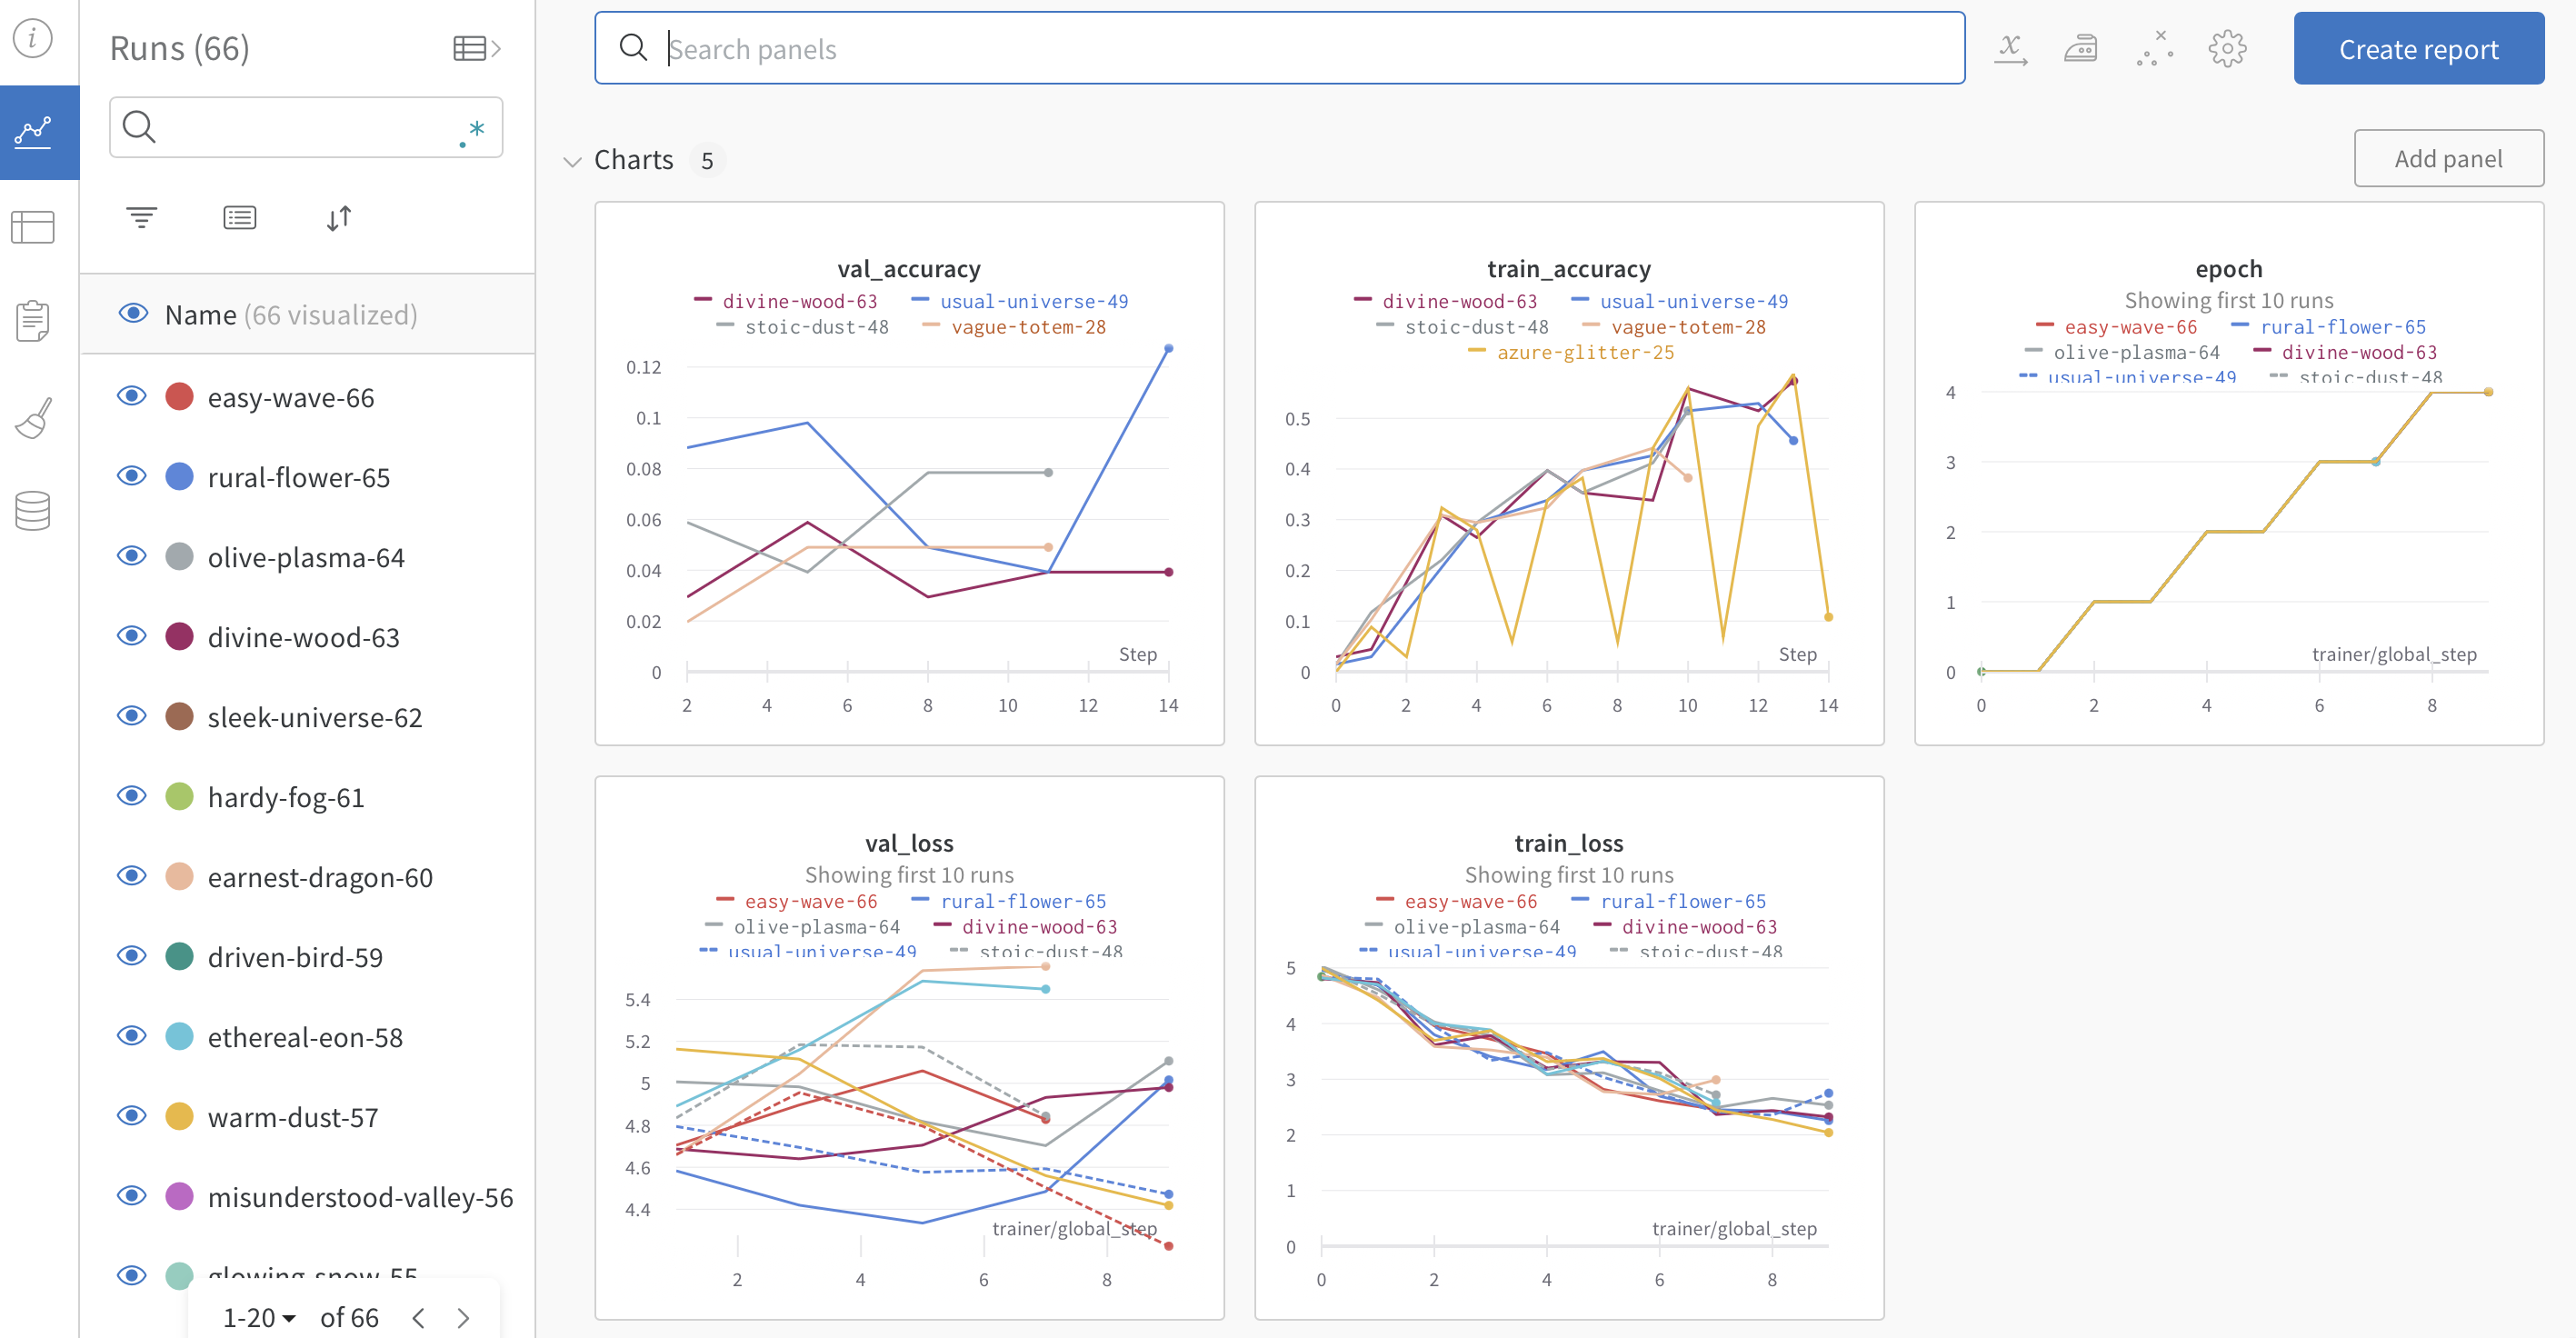 Runs (66)
.*
Name (66 visualized)
easy-wave-66
rural-flower-65
olive-plasma-64
divine-wood-63
sleek-universe-62
hardy-fog-61
earnest-dragon-60
driven-bird-59
ethereal-eon-58
warm-dust-57
misunderstood-valley-56
glowing-snow-55
1-20 of 66
Search panels
Create report
Charts 5
Add panel
val_accuracy
divine-wood-63 usual-universe-49
stoic-dust-48 vague-totem-28
0.12
0.1
0.08
0.06
0.04
0.02
0
Step
2 4 6 8 10 12 14
train_accuracy
divine-wood-63 usual-universe-49
stoic-dust-48 vague-totem-28
azure-glitter-25
0.5
0.4
0.3
0.2
0.1
0
Step
0 2 4 6 8 10 12 14
epoch
Showing first 10 runs
easy-wave-66 rural-flower-65
olive-plasma-64 divine-wood-63
usual-universe-49 stoic-dust-48
4
3
2
1
0
trainer/global_step
0 2 4 6 8
val_loss
Showing first 10 runs
easy-wave-66 rural-flower-65
olive-plasma-64 divine-wood-63
usual-universe-49 stoic-dust-48
5.4
5.2
5
4.8
4.6
4.4
trainer/global_step
2 4 6 8
train_loss
Showing first 10 runs
easy-wave-66 rural-flower-65
olive-plasma-64 divine-wood-63
usual-universe-49 stoic-dust-48
5
4
3
2
1
0
trainer/global_step
0 2 4 6 8